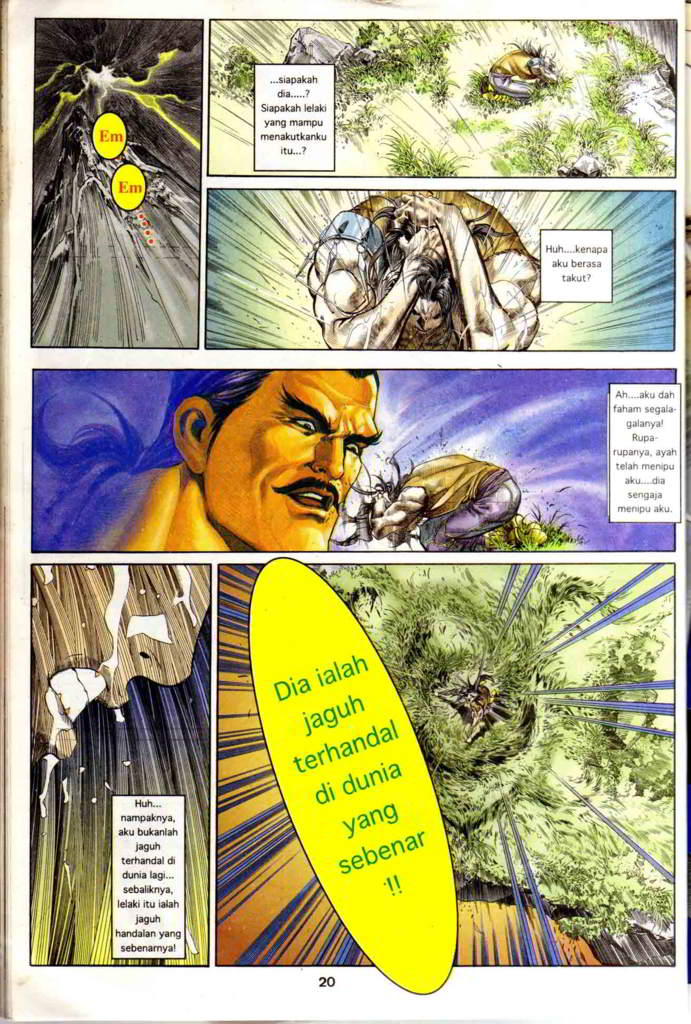 Em
Em
...siapakah
dia.....?
Siapakah lelaki
yang mampu
menakutkanku
itu...?
Huh....kenapa
aku berasa
takut?
Ah....aku dah
faham segala-
galanya!
Rupa-
rupanya, ayah
telah menipu
aku....dia
sengaja
menipu aku.
Huh...
nampaknya,
aku bukanlah
jaguh
terhandal di
dunia lagi...
sebaliknya,
lelaki itu ialah
jaguh
handalan yang
sebenarnya!
Dia ialah
jaguh
terhandal
di dunia
yang
sebenar
!!
20